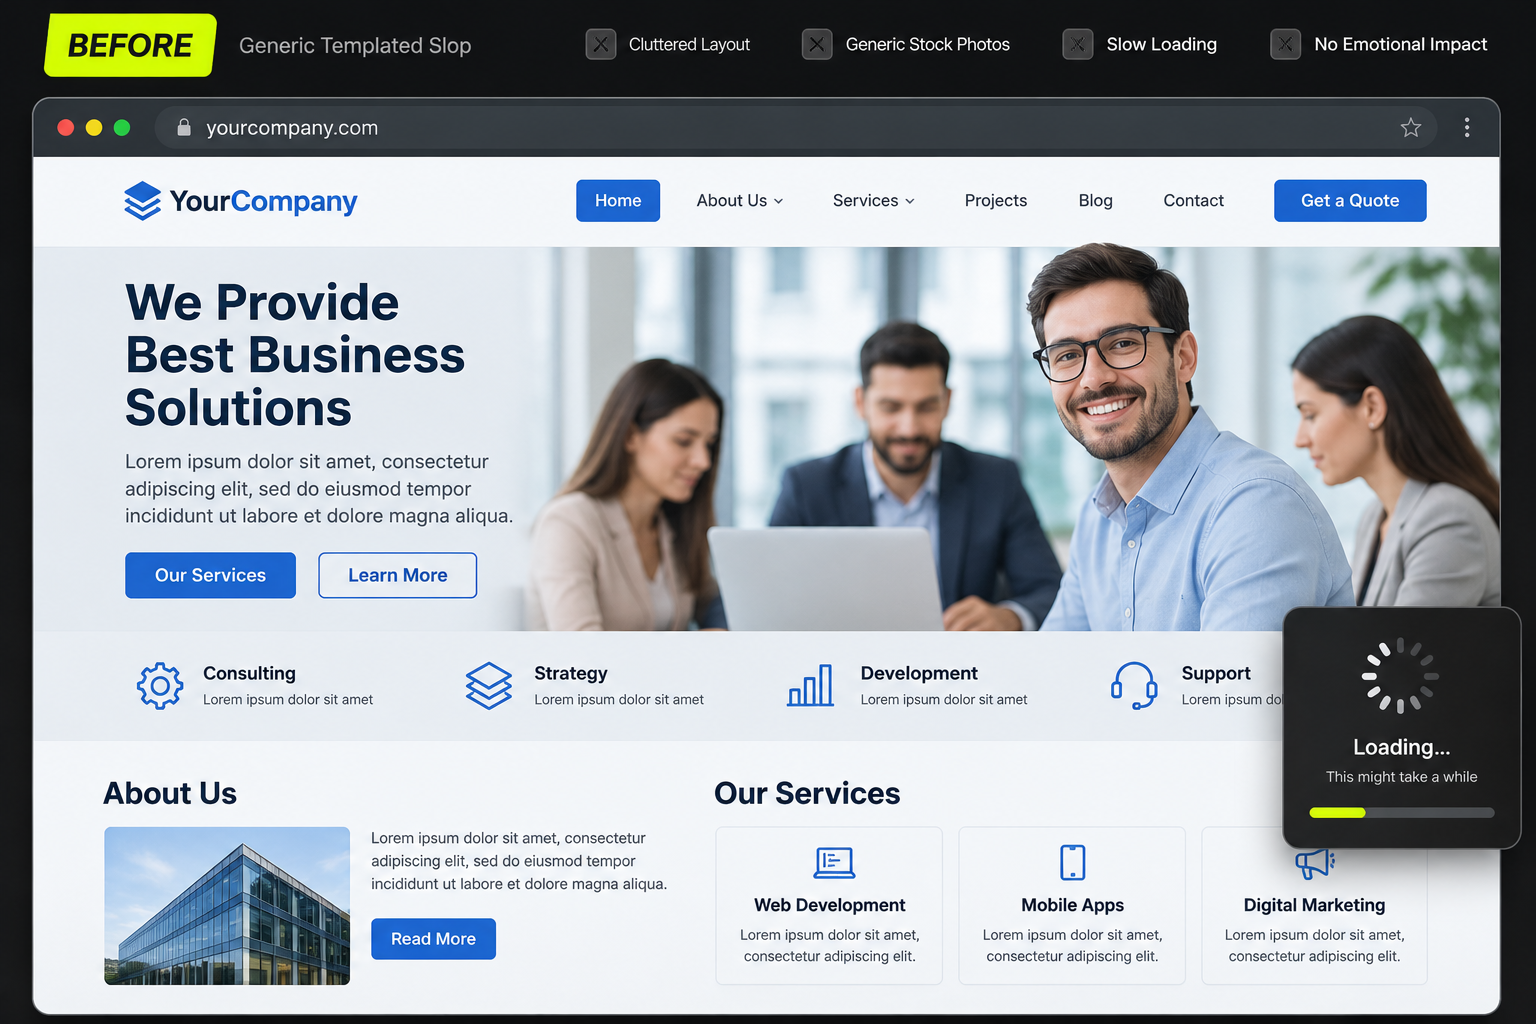 BEFORE
Generic Templated Slop
Cluttered Layout
Generic Stock Photos
Slow Loading
No Emotional Impact
yourcompany.com
YourCompany
Home
About Us
Services
Projects
Blog
Contact
Get a Quote
We Provide
Best Business
Solutions
Lorem ipsum dolor sit amet, consectetur
adipiscing elit, sed do eiusmod tempor
incididunt ut labore et dolore magna aliqua.
Our Services
Learn More
Consulting
Lorem ipsum dolor sit amet
Strategy
Lorem ipsum dolor sit amet
Development
Lorem ipsum dolor sit amet
Support
Lorem ipsum do
Loading...
This might take a while
About Us
Lorem ipsum dolor sit amet, consectetur
adipiscing elit, sed do eiusmod tempor
incididunt ut labore et dolore magna aliqua.
Read More
Our Services
Web Development
Lorem ipsum dolor sit amet,
consectetur adipiscing elit.
Mobile Apps
Lorem ipsum dolor sit amet,
consectetur adipiscing elit.
Digital Marketing
Lorem ipsum dolor sit amet,
consectetur adipiscing elit.